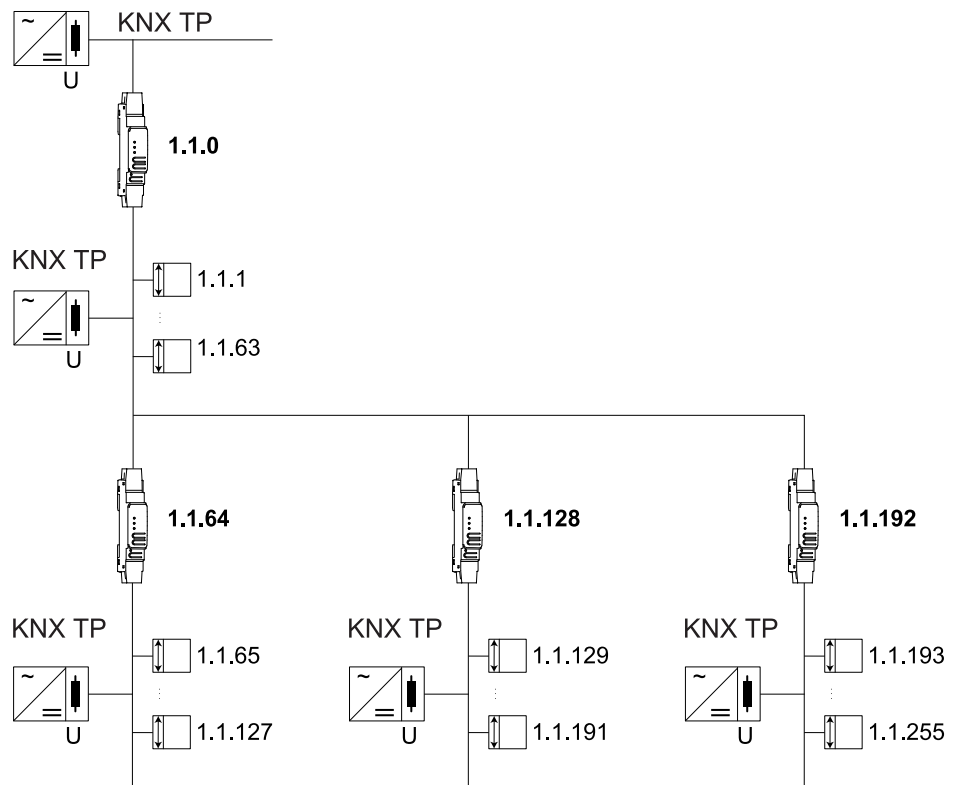 KNX TP
~
=
U
1.1.0
KNX TP
1.1.1
~
=
U
1.1.63
1.1.64
1.1.128
1.1.192
KNX TP
1.1.65
~
=
U
1.1.127
KNX TP
1.1.129
~
=
U
1.1.191
KNX TP
1.1.193
~
=
U
1.1.255